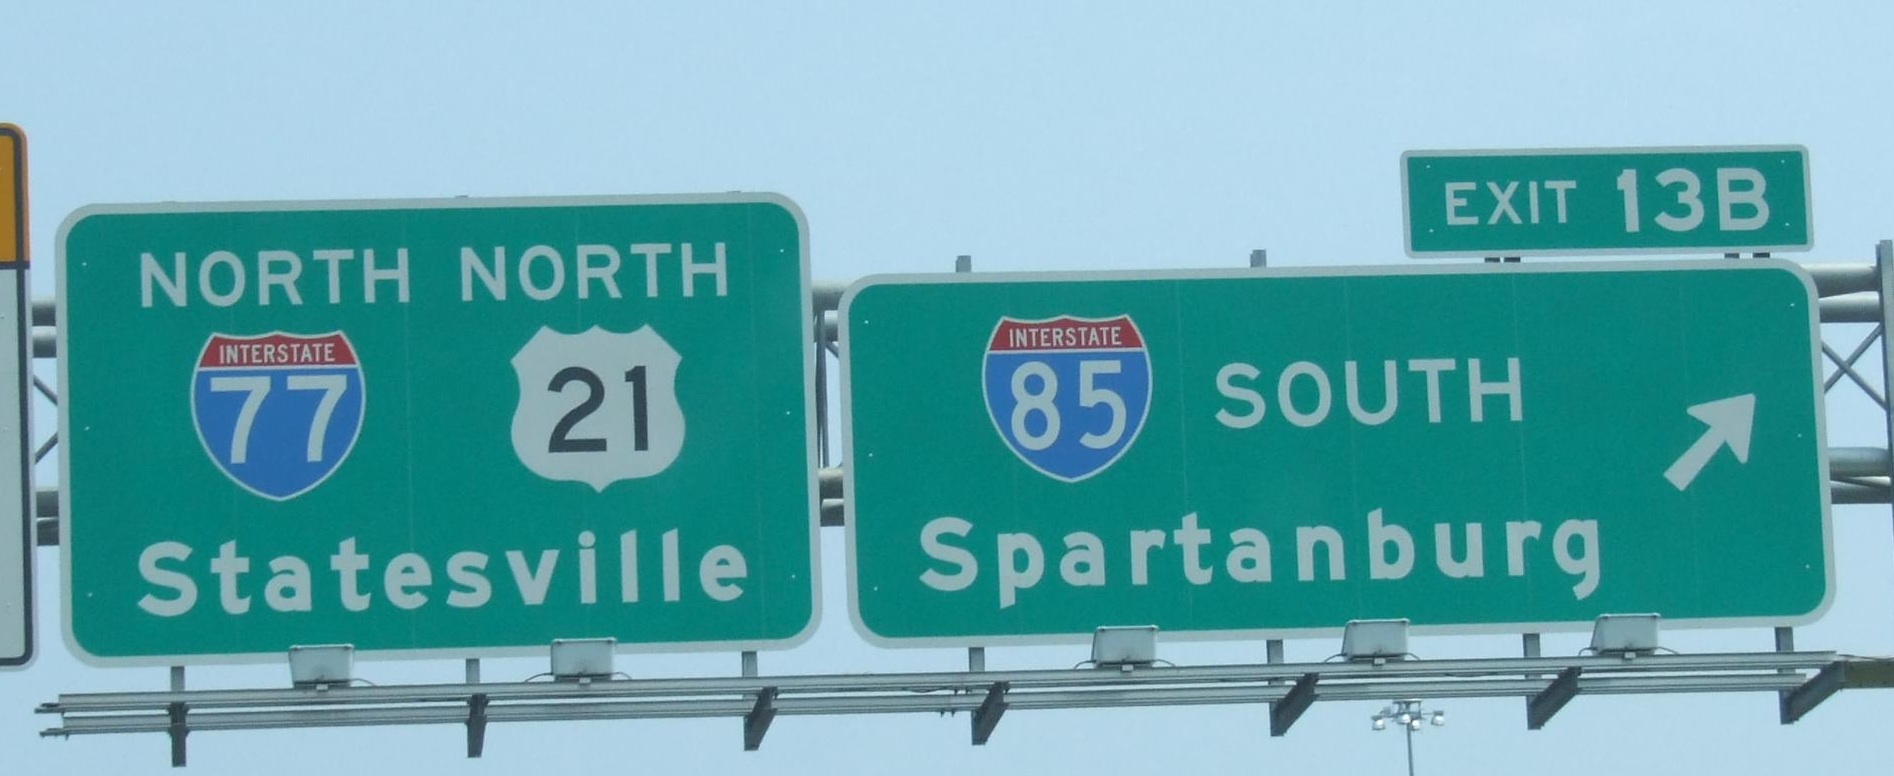 NORTH NORTH
INTERSTATE
77
21
Statesville
EXIT 13B
INTERSTATE
85
SOUTH
Spartanburg